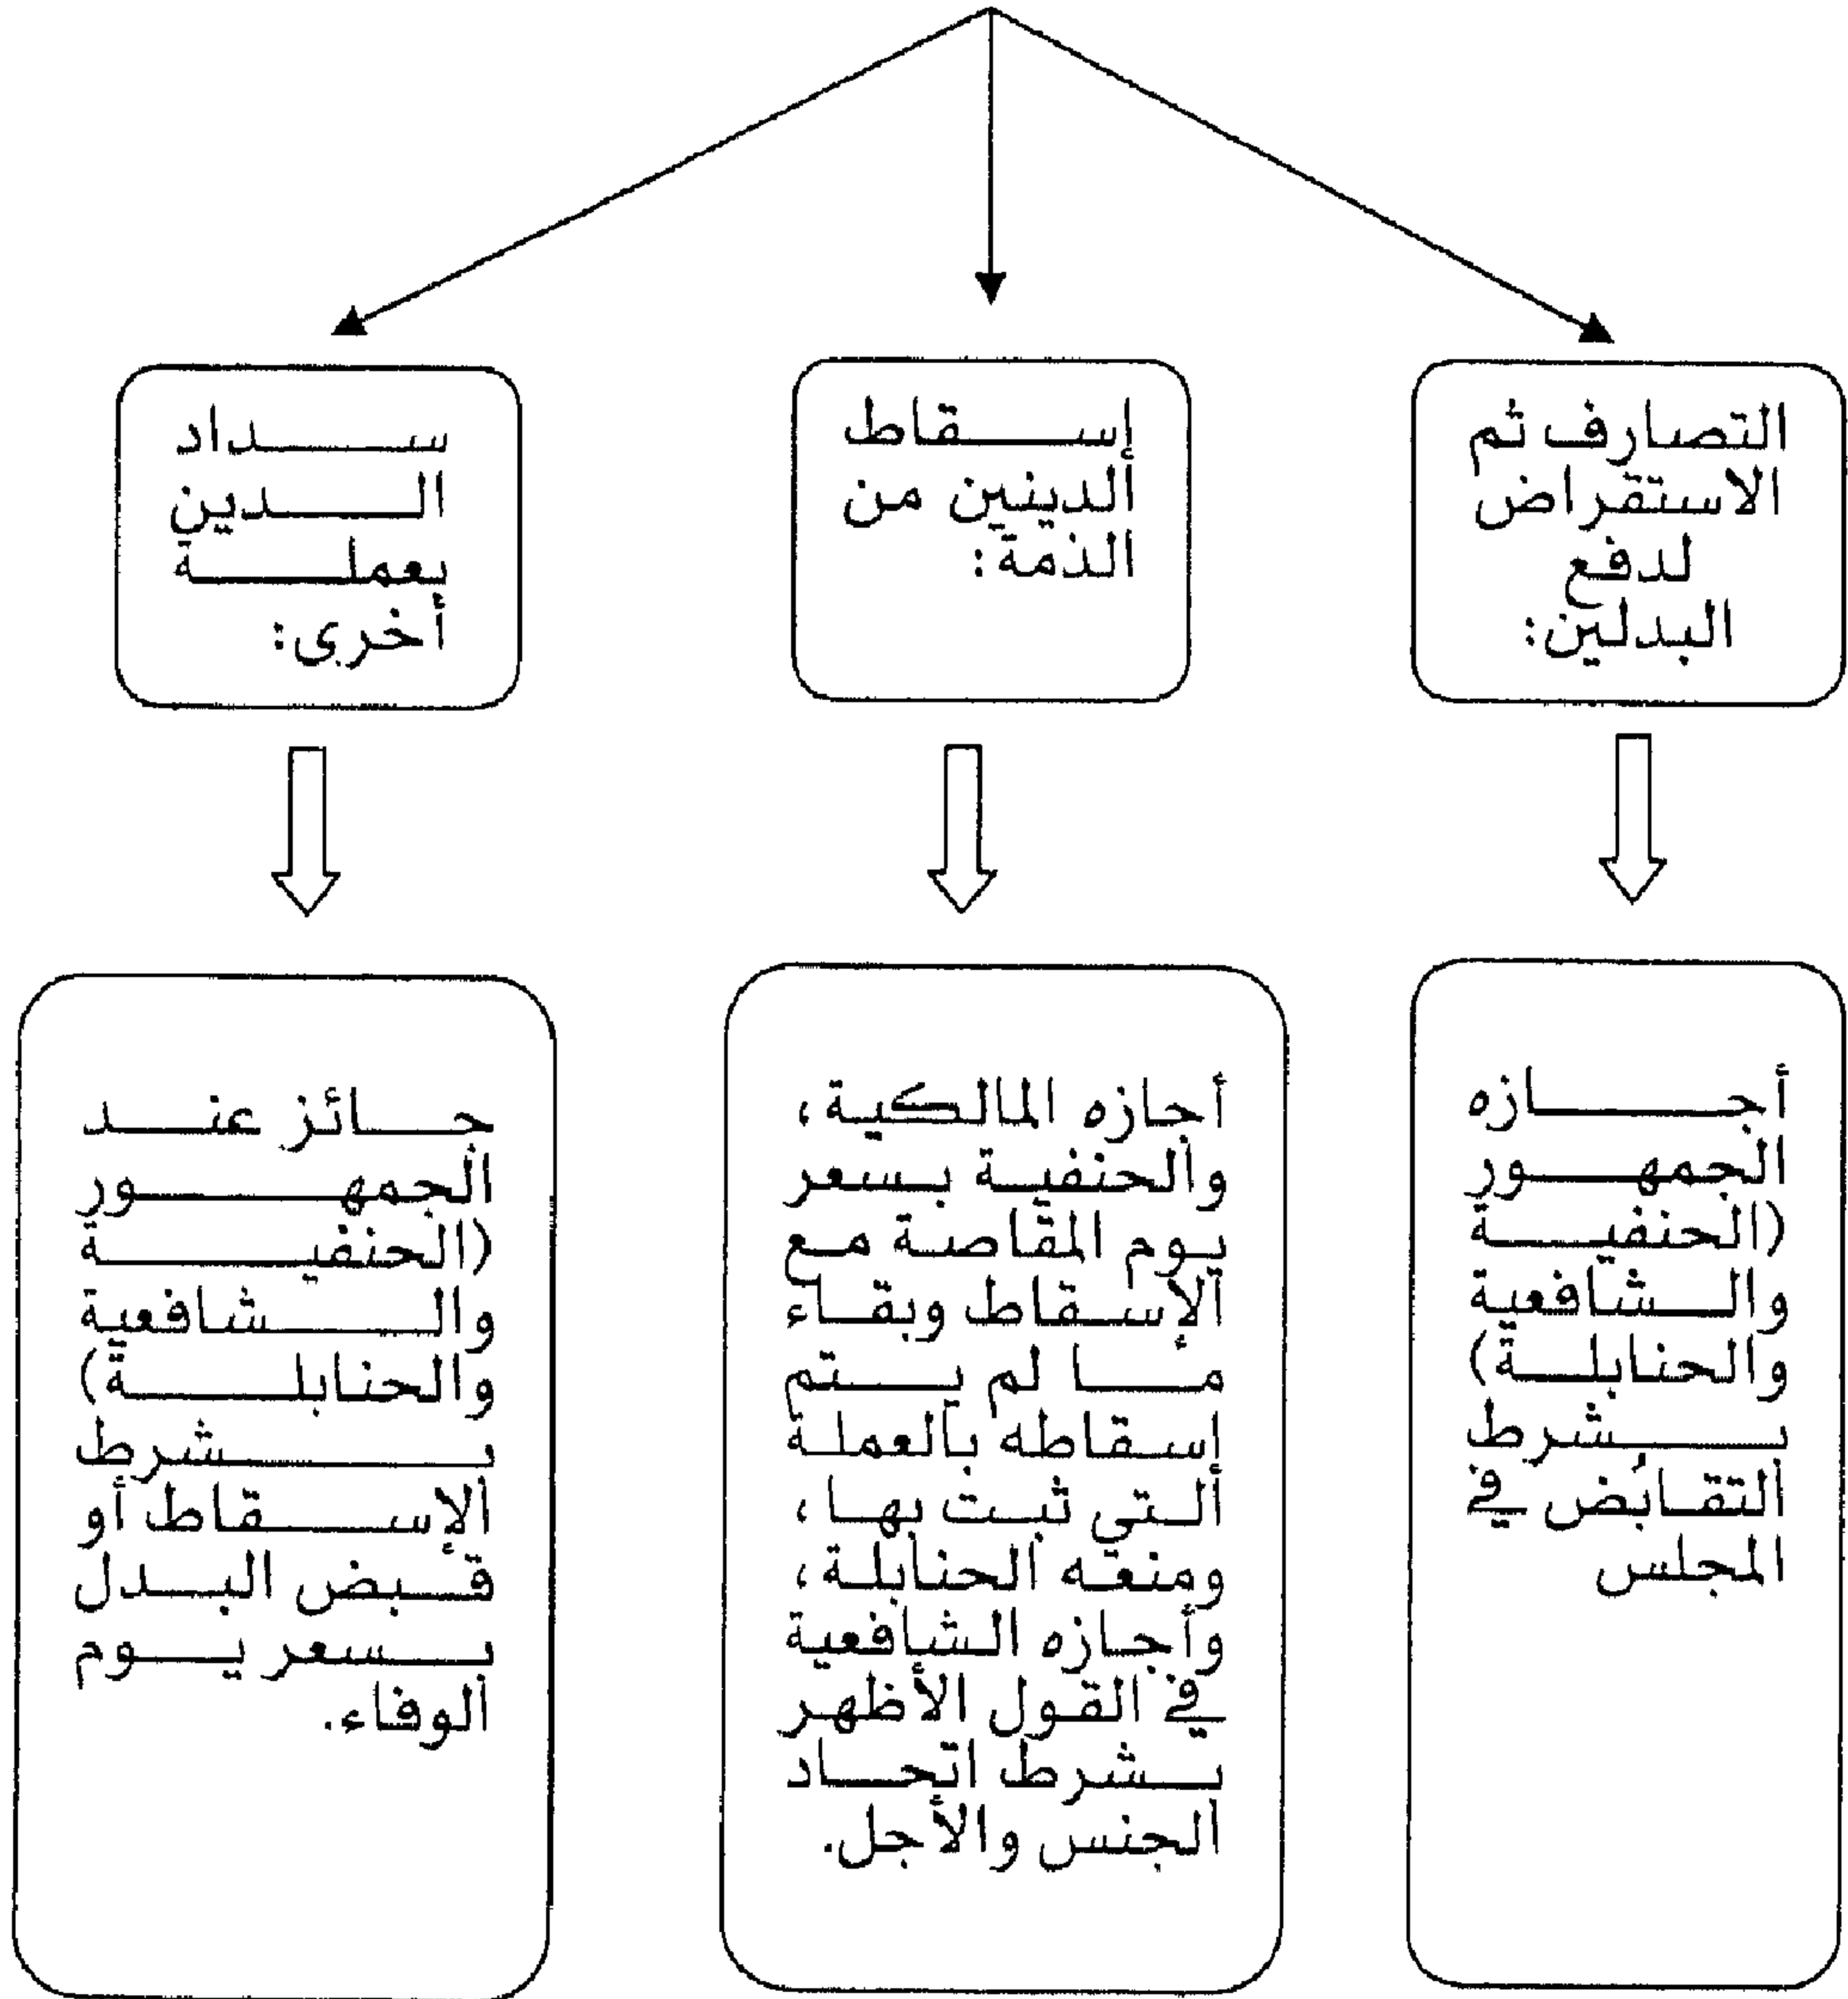 التصارف ثم
الاستقراض
لدفع
البدلين:
إسقاط
الدينين من
الذمة:
سداد
الدين
بعملة
أخرى:
أجازه
الجمهور
(الحنفية
والشافعية
والحنابلة)
بشرط
التقابض في
المجلس
أجازه المالكية،
والحنفية بسعر
يوم المقاصة مع
الإسقاط وبقاء
ما لم يتم
إسقاطه بالعملة
التي ثبت بها،
ومنعه الحنابلة،
وأجازه الشافعية
في القول الأظهر
بشرط اتحاد
الجنس والأجل.
جائز عند
الجمهور
(الحنفية
والشافعية
والحنابلة)
بشرط
الإسقاط أو
قبض البدل
بسعر يوم
الوفاء.